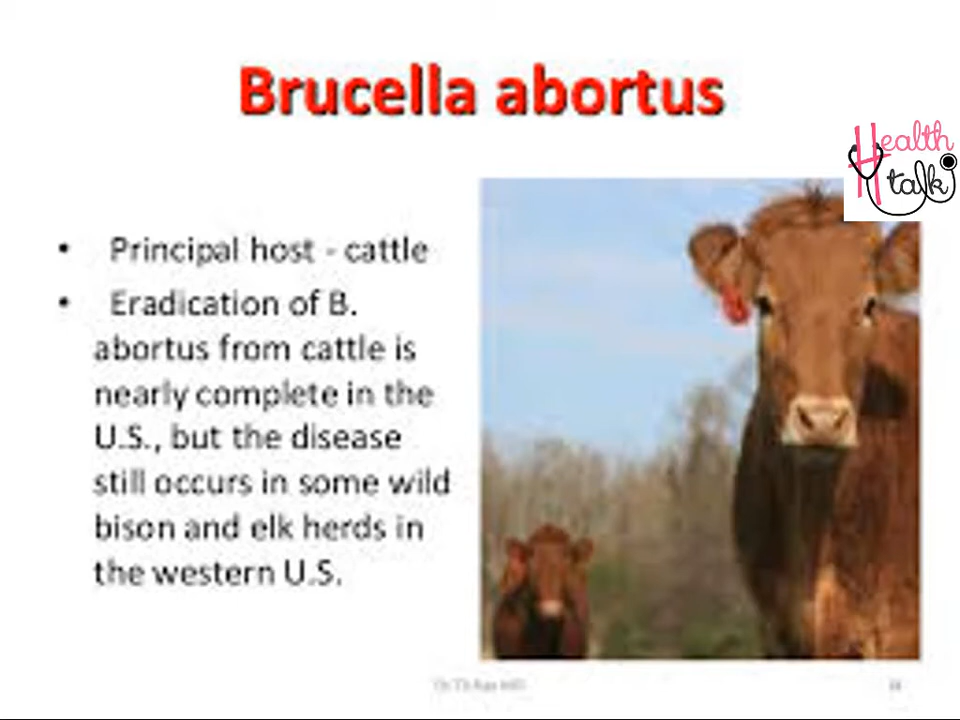 Brucella abortus
Health
talk
• Principal host - cattle
• Eradication of B.
abortus from cattle is
nearly complete in the
U.S., but the disease
still occurs in some wild
bison and elk herds in
the western U.S.